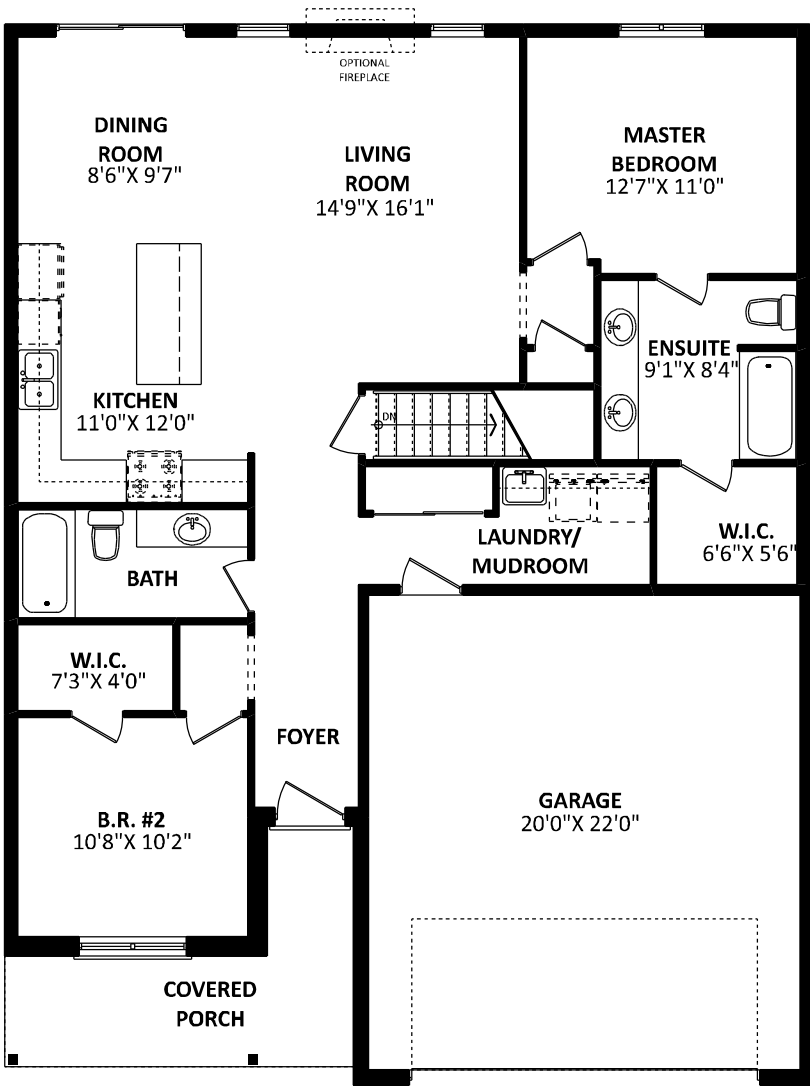 OPTIONAL
FIREPLACE
DINING
ROOM
8'6"X 9'7"
LIVING
ROOM
14'9"X 16'1"
MASTER
BEDROOM
12'7"X 11'0"
ENSUITE
9'1"X 8'4"
KITCHEN
11'0"X 12'0"
DN
LAUNDRY/
MUDROOM
W.I.C.
6'6"X 5'6"
BATH
W.I.C.
7'3"X 4'0"
FOYER
B.R. #2
10'8"X 10'2"
GARAGE
20'0"X 22'0"
COVERED
PORCH